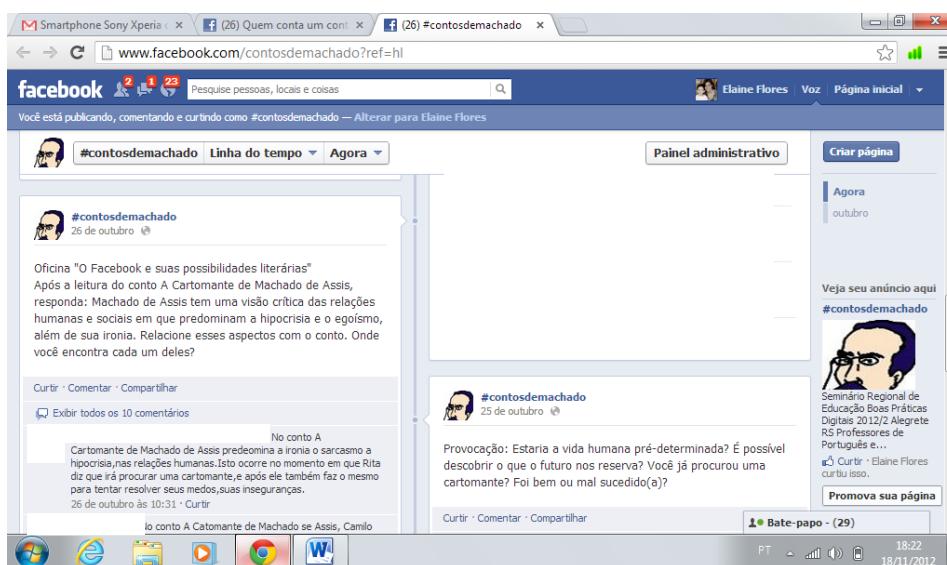 Smartphone Sony Xperia
(26) Quem conta um cont
(26) #contosdemachado
www.facebook.com/contosdemachado?ref=hl
facebook
2
1
23
Pesquise pessoas, locais e coisas
Elaine Flores
Voz
Página inicial
Você está publicando, comentando e curtindo como #contosdemachado — Alterar para Elaine Flores
#contosdemachado
Linha do tempo
Agora
Painel administrativo
#contosdemachado
26 de outubro
Oficina "O Facebook e suas possibilidades literárias"
Após a leitura do conto A Cartomante de Machado de Assis,
responda: Machado de Assis tem uma visão crítica das relações
humanas e sociais em que predominam a hipocrisia e o egoísmo,
além de sua ironia. Relacione esses aspectos com o conto. Onde
você encontra cada um deles?
Curtir · Comentar · Compartilhar
Exibir todos os 10 comentários
No conto A
Cartomante de Machado de Assis predomeina a ironia o sarcasmo a
hipocrisia,nas relações humanas.Isto ocorre no momento em que Rita
diz que irá procurar uma cartomante,e após ele também faz o mesmo
para tentar resolver seus medos,suas inseguranças.
26 de outubro às 10:31 · Curtir
o conto A Catomante de Machado se Assis, Camilo
#contosdemachado
25 de outubro
Provocação: Estaria a vida humana pré-determinada? É possível
descobrir o que o futuro nos reserva? Você já procurou uma
cartomante? Foi bem ou mal sucedido(a)?
Curtir · Comentar · Compartilhar
Criar página
Agora
outubro
Veja seu anúncio aqui
#contosdemachado
Seminário Regional de
Educação Boas Práticas
Digitais 2012/2 Alegrete
RS Professores de
Português e...
Curtir · Elaine Flores
curtiu isso.
Promova sua página
Bate-papo - (29)
PT
18:22
18/11/2012